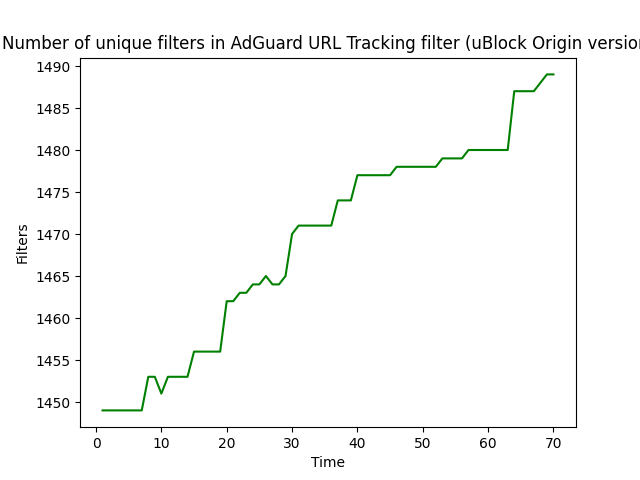 Number of unique filters in AdGuard URL Tracking filter (uBlock Origin version
1490
1485
1480
1475
1470
1465
1460
1455
1450
Filters
0 10 20 30 40 50 60 70
Time